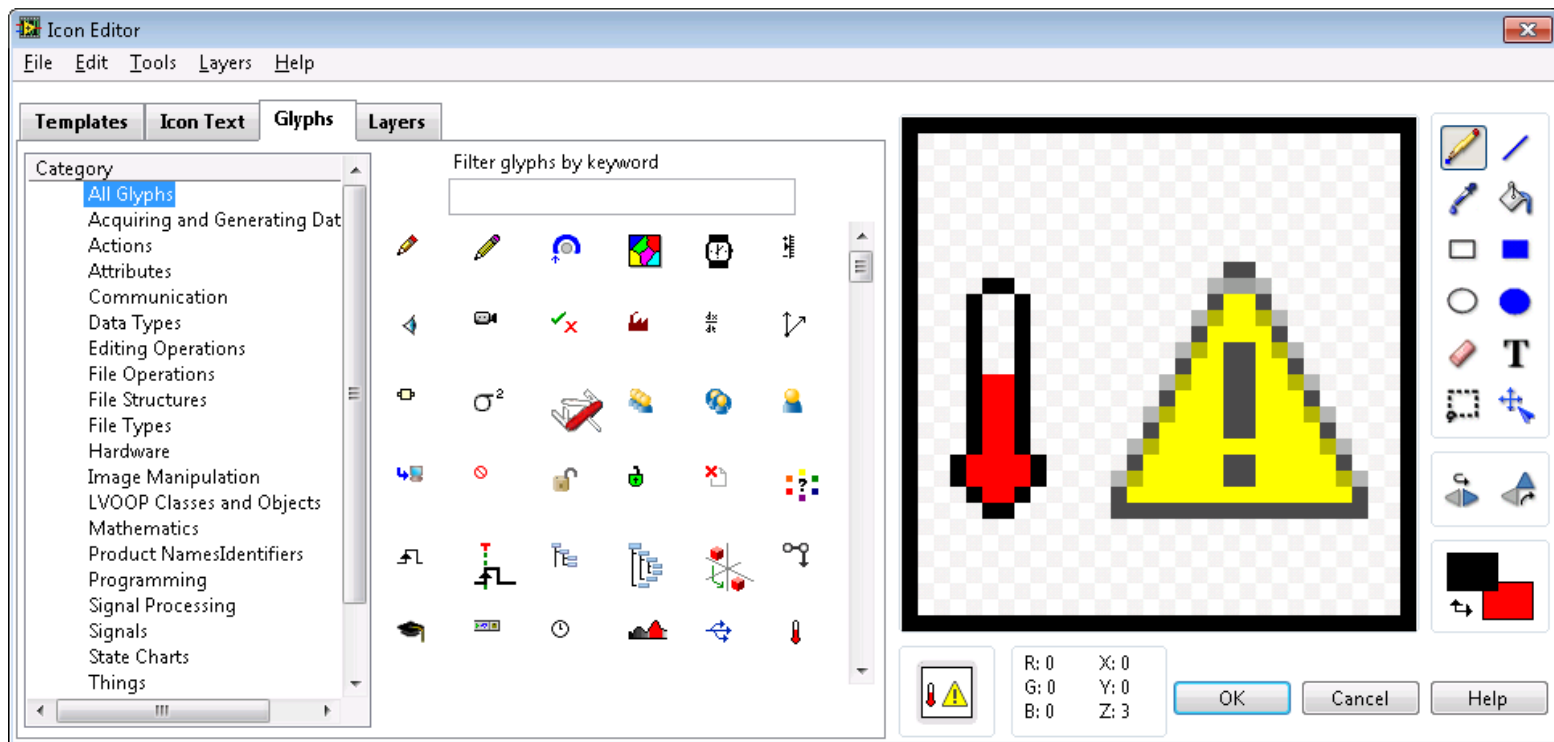 Icon Editor
File Edit Tools Layers Help
Templates Icon Text Glyphs Layers
Category
All Glyphs
Acquiring and Generating Dat
Actions
Attributes
Communication
Data Types
Editing Operations
File Operations
File Structures
File Types
Hardware
Image Manipulation
LVOOP Classes and Objects
Mathematics
Product NamesIdentifiers
Programming
Signal Processing
Signals
State Charts
Things
Filter glyphs by keyword
dx
dt
σ²
?
!
T
R: 0 X: 0
G: 0 Y: 0
B: 0 Z: 3
OK Cancel Help